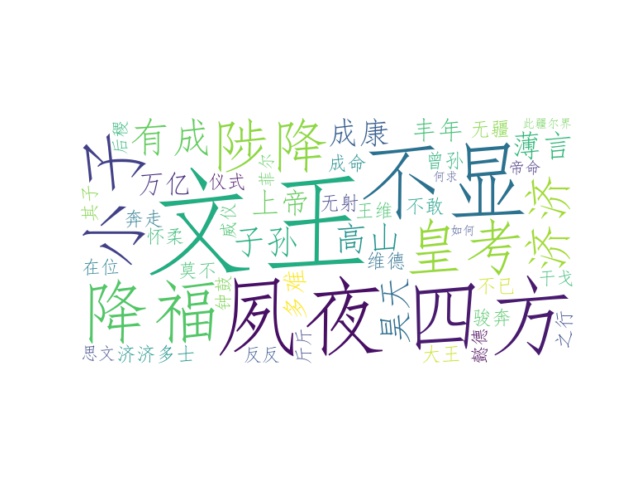 小子
后稷
有成
陟降
成康
丰年
无疆
此疆尔界
薄言
其子
万亿
仪式
菲尔
成命
曾孙
何求
帝命
不显
文王
上帝
无射
王维
不敢
济济
奔走
怀柔
威仪
子孙
高山
维德
皇考
如何
在位
莫不
钟鼓
多难
昊天
不已
干戈
降福
夙夜
四方
骏奔
之行
思文
济济多士
反反
斤斤
大王
懿德